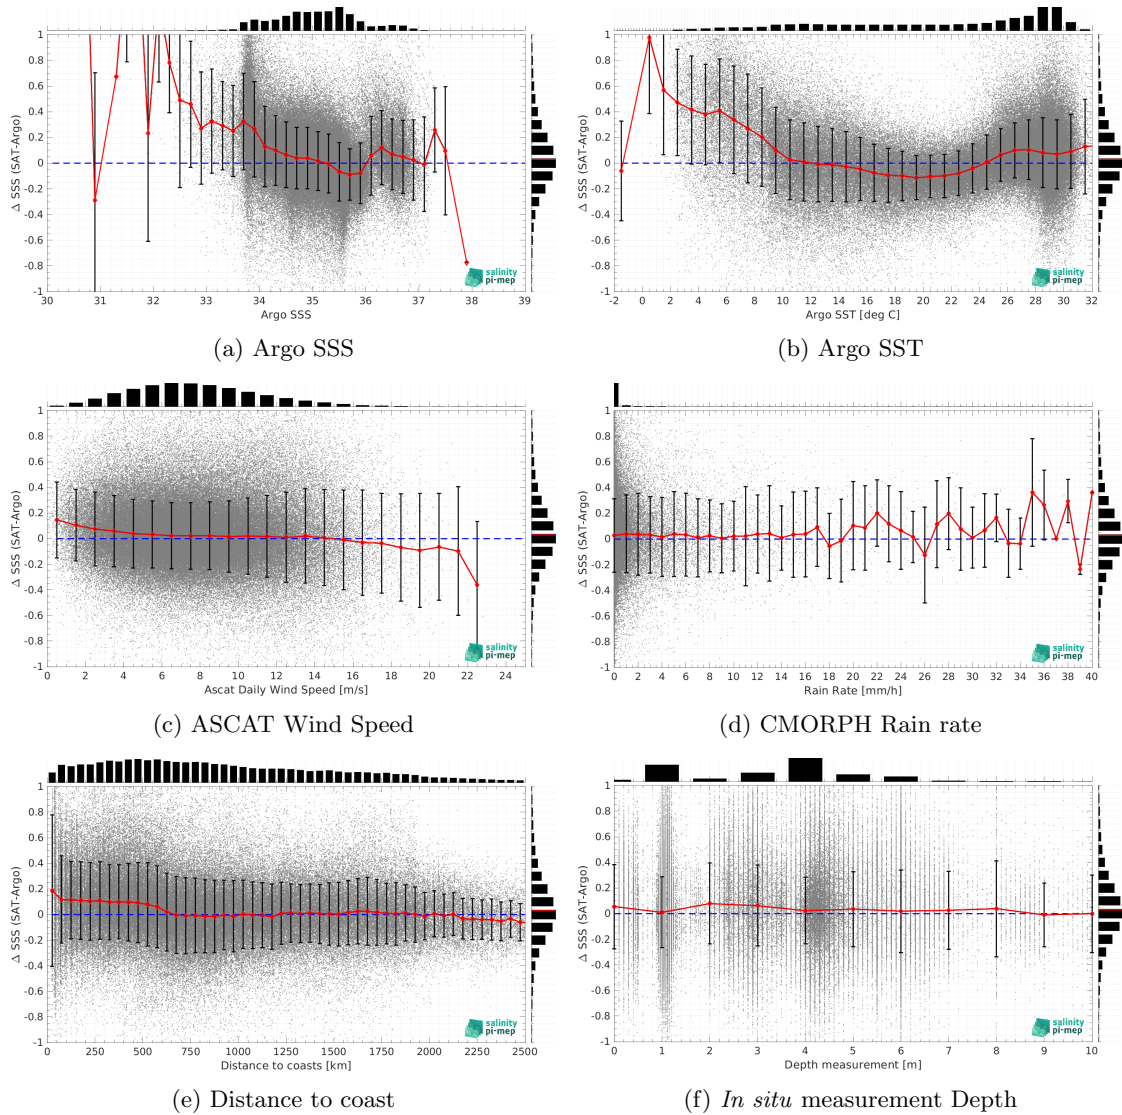 1
0.8
0.6
0.4
0.2
0
-0.2
-0.4
-0.6
-0.8
-1
Δ SSS (SAT-Argo)
30 31 32 33 34 35 36 37 38 39
Argo SSS
salinity
pi-mep
(a) Argo SSS
1
0.8
0.6
0.4
0.2
0
-0.2
-0.4
-0.6
-0.8
-1
Δ SSS (SAT-Argo)
-2 0 2 4 6 8 10 12 14 16 18 20 22 24 26 28 30 32
Argo SST [deg C]
salinity
pi-mep
(b) Argo SST
1
0.8
0.6
0.4
0.2
0
-0.2
-0.4
-0.6
-0.8
-1
Δ SSS (SAT-Argo)
0 2 4 6 8 10 12 14 16 18 20 22 24
Ascat Daily Wind Speed [m/s]
salinity
pi-mep
(c) ASCAT Wind Speed
1
0.8
0.6
0.4
0.2
0
-0.2
-0.4
-0.6
-0.8
-1
Δ SSS (SAT-Argo)
0 2 4 6 8 10 12 14 16 18 20 22 24 26 28 30 32 34 36 38 40
Rain Rate [mm/h]
salinity
pi-mep
(d) CMORPH Rain rate
1
0.8
0.6
0.4
0.2
0
-0.2
-0.4
-0.6
-0.8
-1
Δ SSS (SAT-Argo)
0 250 500 750 1000 1250 1500 1750 2000 2250 2500
Distance to coasts [km]
salinity
pi-mep
(e) Distance to coast
1
0.8
0.6
0.4
0.2
0
-0.2
-0.4
-0.6
-0.8
-1
Δ SSS (SAT-Argo)
0 1 2 3 4 5 6 7 8 9 10
Depth measurement [m]
salinity
pi-mep
(f) In situ measurement Depth